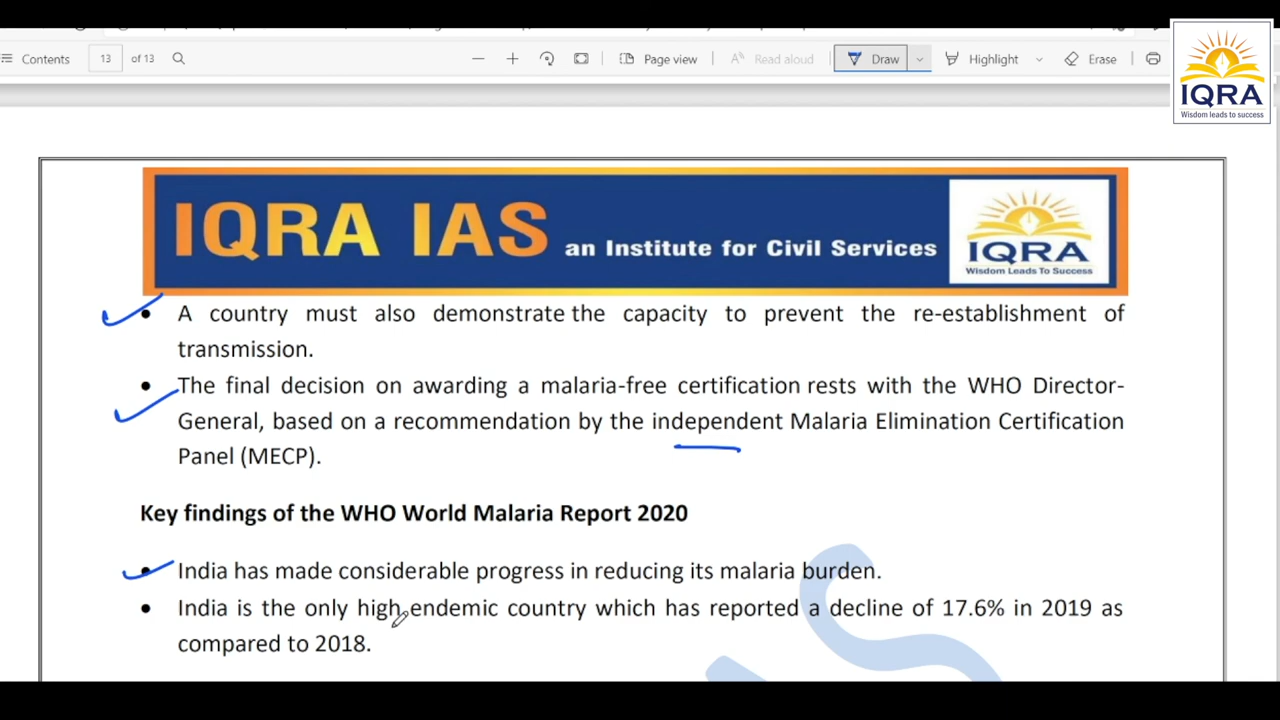 Contents 13 of 13 Page view Read aloud Draw Highlight Erase
IQRA
Wisdom leads to success
IQRA IAS an Institute for Civil Services
IQRA
Wisdom Leads To Success
• A country must also demonstrate the capacity to prevent the re-establishment of
transmission.
• The final decision on awarding a malaria-free certification rests with the WHO Director-
General, based on a recommendation by the independent Malaria Elimination Certification
Panel (MECP).
Key findings of the WHO World Malaria Report 2020
• India has made considerable progress in reducing its malaria burden.
• India is the only high endemic country which has reported a decline of 17.6% in 2019 as
compared to 2018.
S